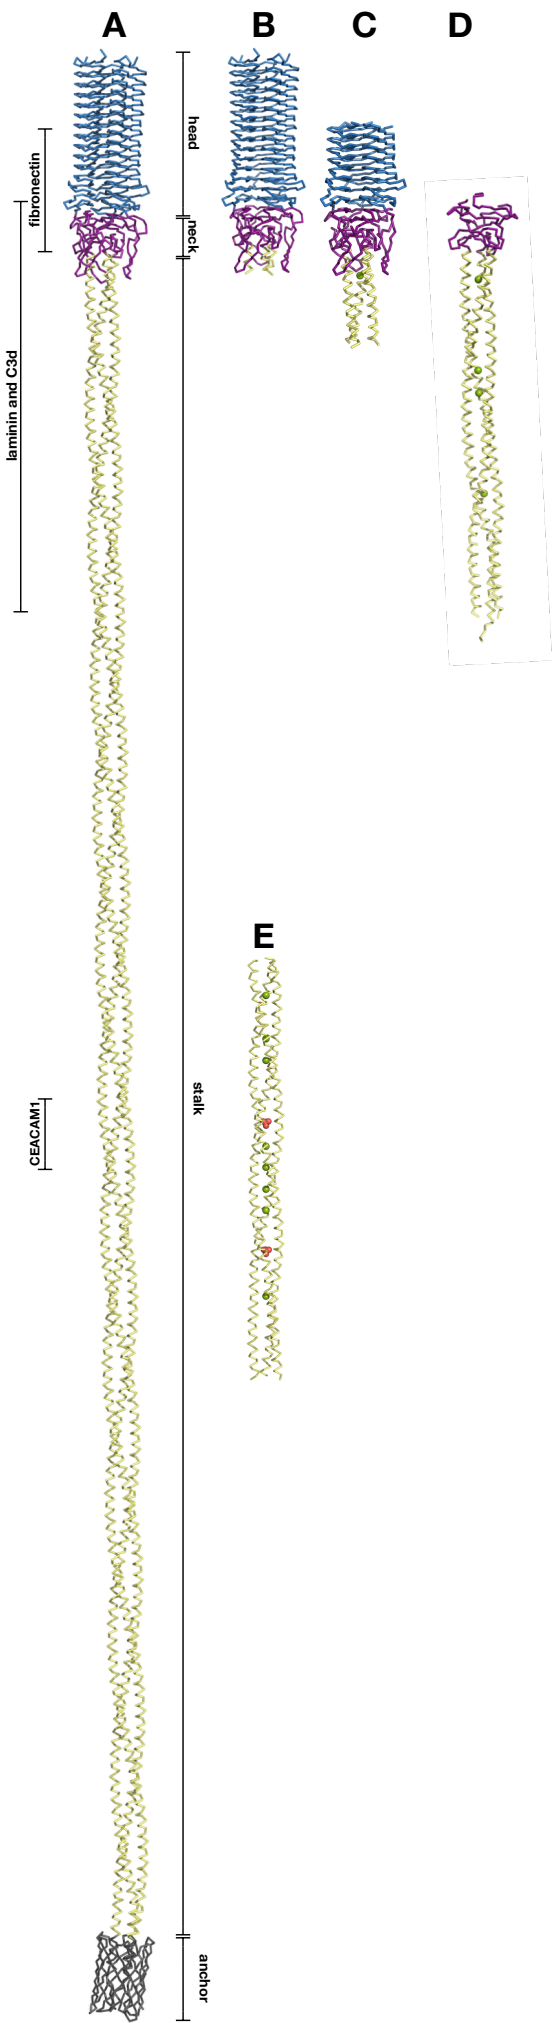 A
B
C
D
head
fibronectin
neck
laminin and C3d
E
stalk
CEACAM1
anchor